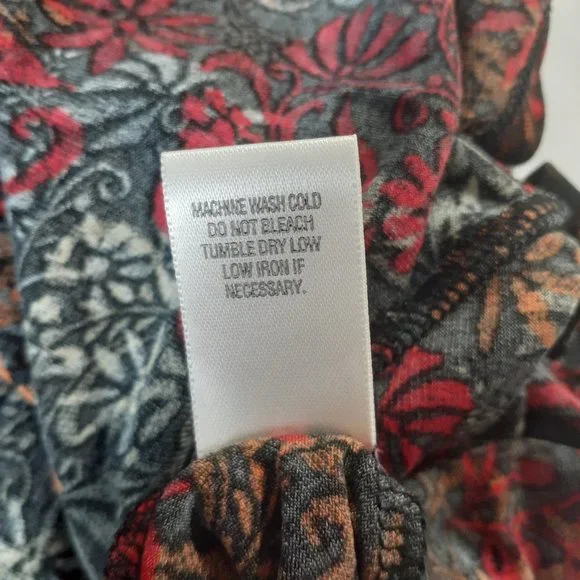 MACHINE WASH COLD
DO NOT BLEACH
TUMBLE DRY LOW
LOW IRON IF
NECESSARY.